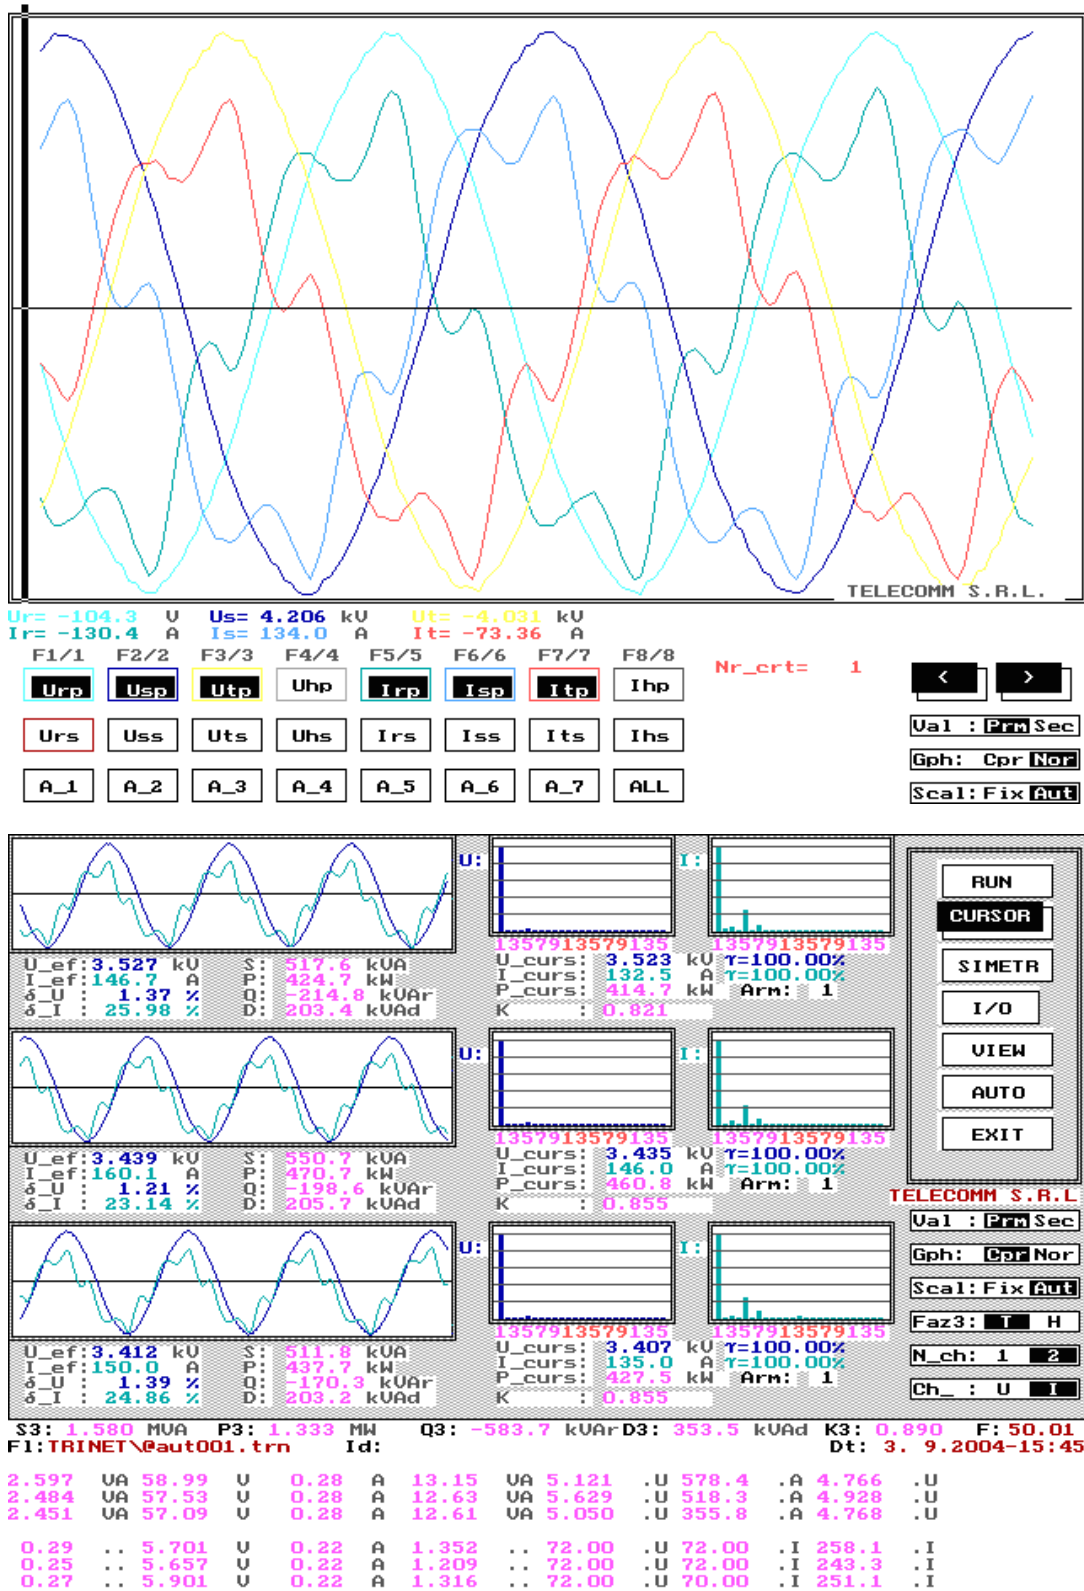 TELECOMM S.R.L.
Ur= -104.3 V Us= 4.206 kV Ut= -4.031 kV
Ir= -130.4 A Is= 134.0 A It= -73.36 A
F1/1 F2/2 F3/3 F4/4 F5/5 F6/6 F7/7 F8/8
Urp Usp Utp Uhp Irp Isp Itp Ihp
Nr_crt= 1
< >
Urs Uss Uts Uhs Irs Iss Its Ihs
Val : Prm Sec
Gph: Cpr Nor
A_1 A_2 A_3 A_4 A_5 A_6 A_7 ALL
Scal: Fix Aut
U: I:
13579135791 35 13579135791 35
U_ef: 3.527 kV S: 517.6 kVA U_curs: 3.523 kV γ=100.00%
I_ef: 146.7 A P: 424.7 kW I_curs: 132.5 A γ=100.00%
δ_U : 1.37 % Q: -214.8 kVAr P_curs: 414.7 kW Arm: 1
δ_I : 25.98 % D: 203.4 kVAd K : 0.821
U: I:
1357913579135 1357913579135
U_ef: 3.439 kV S: 550.7 kVA U_curs: 3.435 kV γ=100.00%
I_ef: 160.1 A P: 470.7 kW I_curs: 146.0 A γ=100.00%
δ_U : 1.21 % Q: -198.6 kVAr P_curs: 460.8 kW Arm: 1
δ_I : 23.14 % D: 205.7 kVAd K : 0.855
U: I:
1357913579135 1357913579135
U_ef: 3.412 kV S: 511.8 kVA U_curs: 3.407 kV γ=100.00%
I_ef: 150.0 A P: 437.7 kW I_curs: 135.0 A γ=100.00%
δ_U : 1.39 % Q: -170.3 kVAr P_curs: 427.5 kW Arm: 1
δ_I : 24.86 % D: 203.2 kVAd K : 0.855
RUN
CURSOR
SIMETR
I/O
VIEW
AUTO
EXIT
TELECOMM S.R.L
Val : Prm Sec
Gph: Cpr Nor
Scal: Fix Aut
Faz3: T H
N_ch: 1 2
Ch_ : U I
S3: 1.580 MVA P3: 1.333 MW Q3: -583.7 kVAr D3: 353.5 kVAd K3: 0.890 F: 50.01
Fl: TRINET\@aut001.trn Id: Dt: 3. 9.2004-15:45
2.597 VA 58.99 V 0.28 A 13.15 VA 5.121 .U 578.4 .A 4.766 .U
2.484 VA 57.53 V 0.28 A 12.63 VA 5.629 .U 518.3 .A 4.928 .U
2.451 VA 57.09 V 0.28 A 12.61 VA 5.050 .U 355.8 .A 4.768 .U
0.29 .. 5.701 V 0.22 A 1.352 .. 72.00 .U 72.00 .I 258.1 .I
0.25 .. 5.657 V 0.22 A 1.209 .. 72.00 .U 72.00 .I 243.3 .I
0.27 .. 5.901 V 0.22 A 1.316 .. 72.00 .U 70.00 .I 251.1 .I